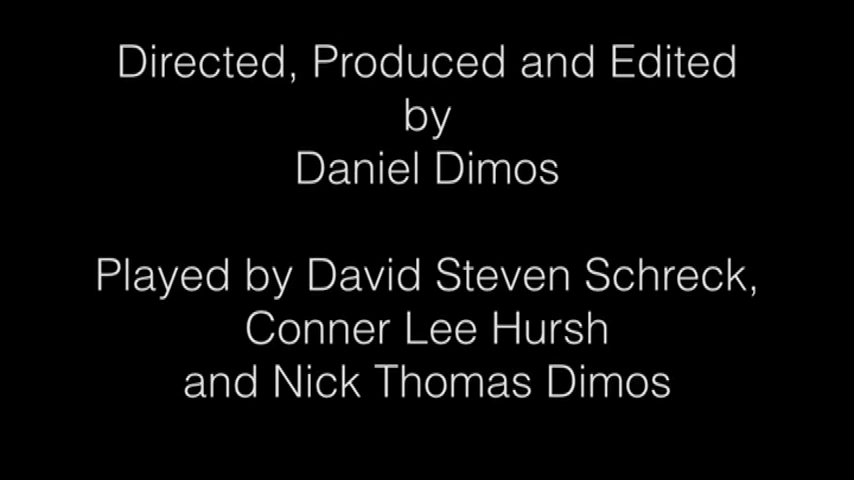 Directed, Produced and Edited
by
Daniel Dimos
Played by David Steven Schreck,
Conner Lee Hursh
and Nick Thomas Dimos